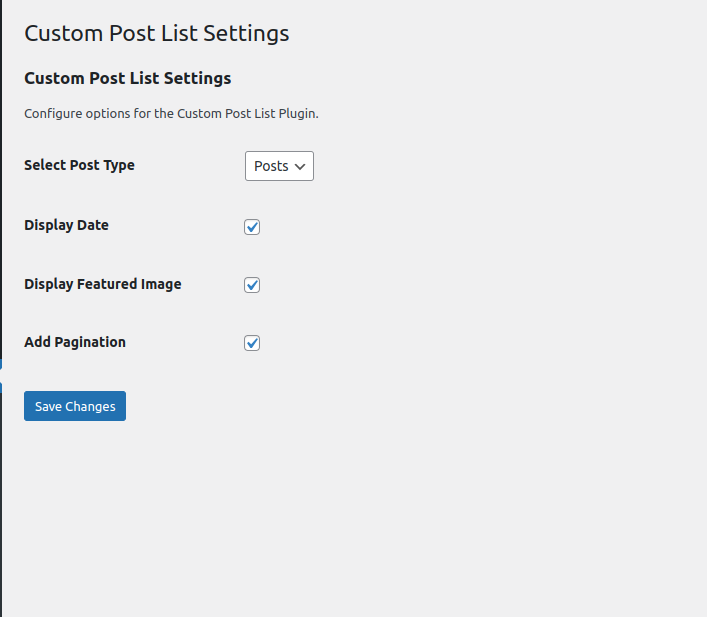 Custom Post List Settings
Custom Post List Settings
Configure options for the Custom Post List Plugin.
Select Post Type
Posts
Display Date
Display Featured Image
Add Pagination
Save Changes